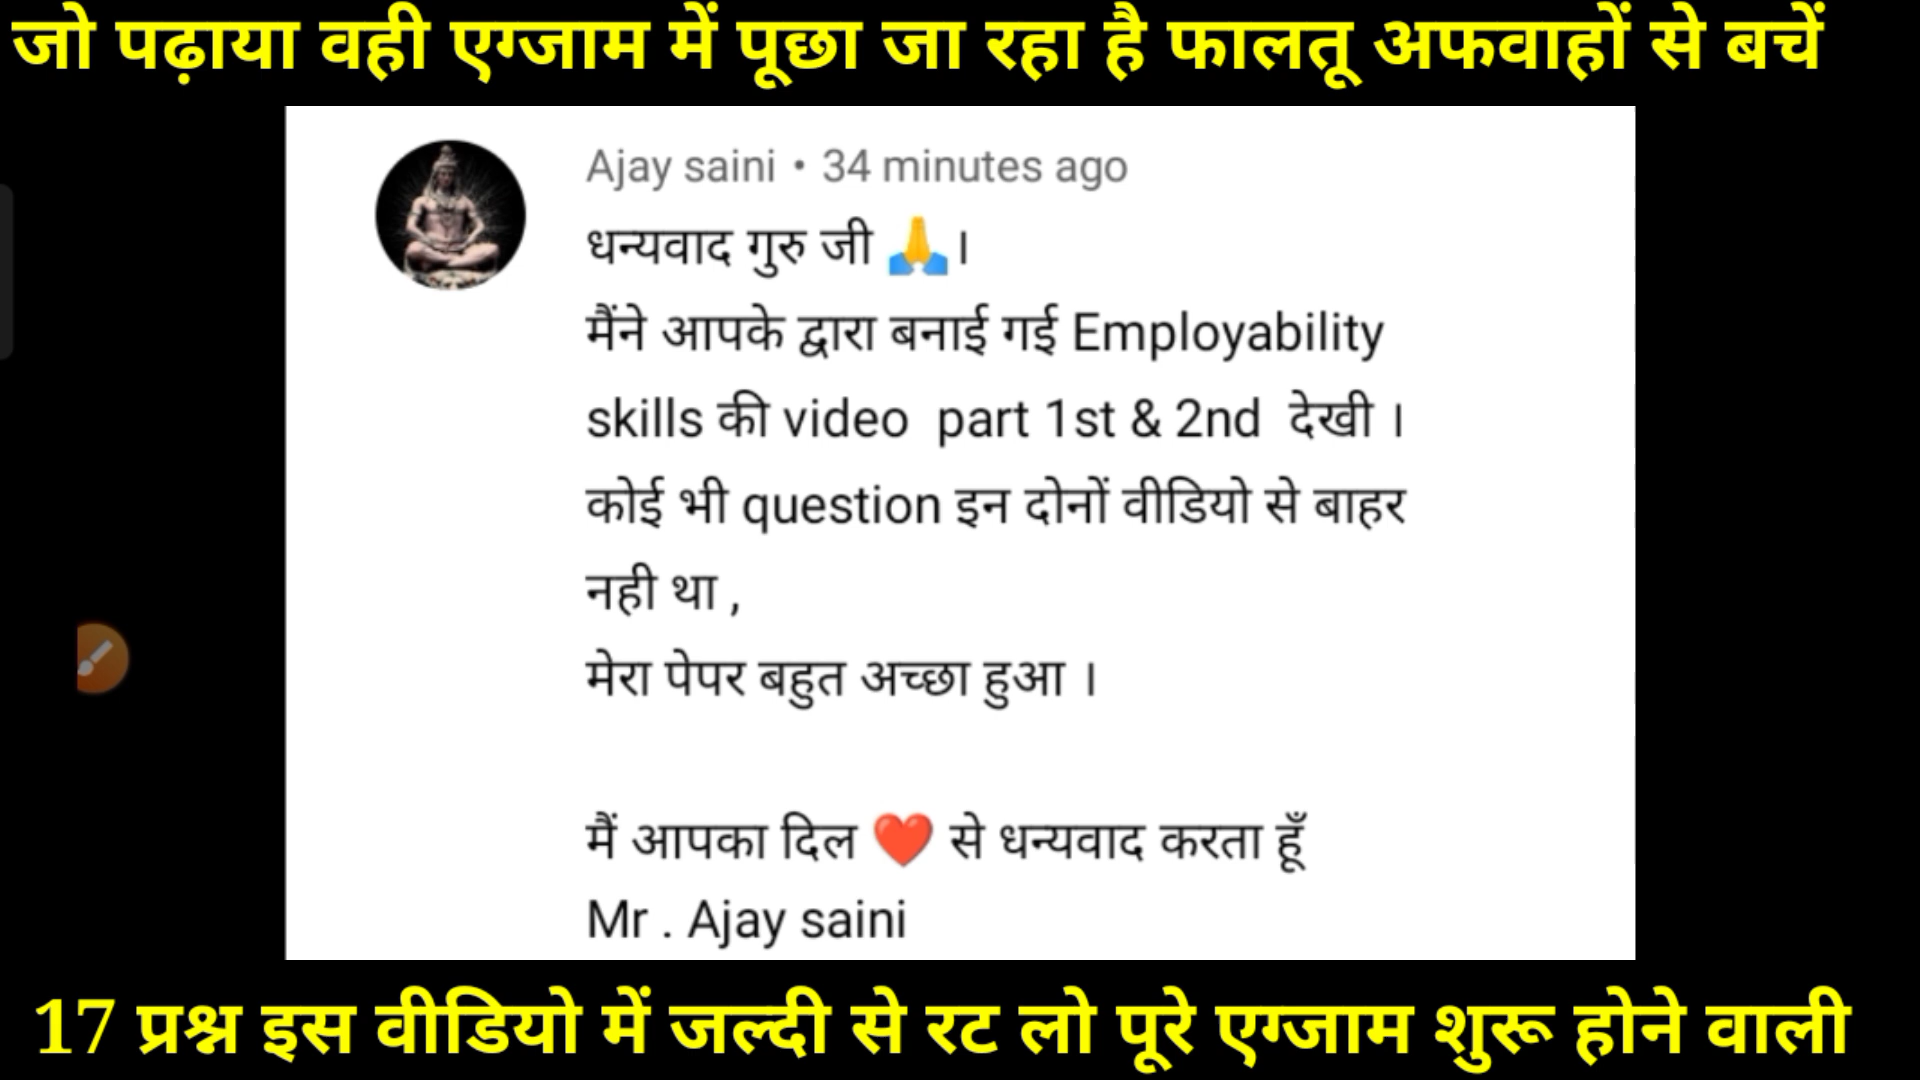 जो पढ़ाया वही एग्जाम में पूछा जा रहा है फालतू अफवाहों से बचें
Ajay saini • 34 minutes ago
धन्यवाद गुरु जी 🙏।
मैंने आपके द्वारा बनाई गई Employability
skills की video part 1st & 2nd देखी ।
कोई भी question इन दोनों वीडियो से बाहर
नही था ,
मेरा पेपर बहुत अच्छा हुआ ।
मैं आपका दिल ❤️ से धन्यवाद करता हूँ
Mr . Ajay saini
17 प्रश्न इस वीडियो में जल्दी से रट लो पूरे एग्जाम शुरू होने वाली